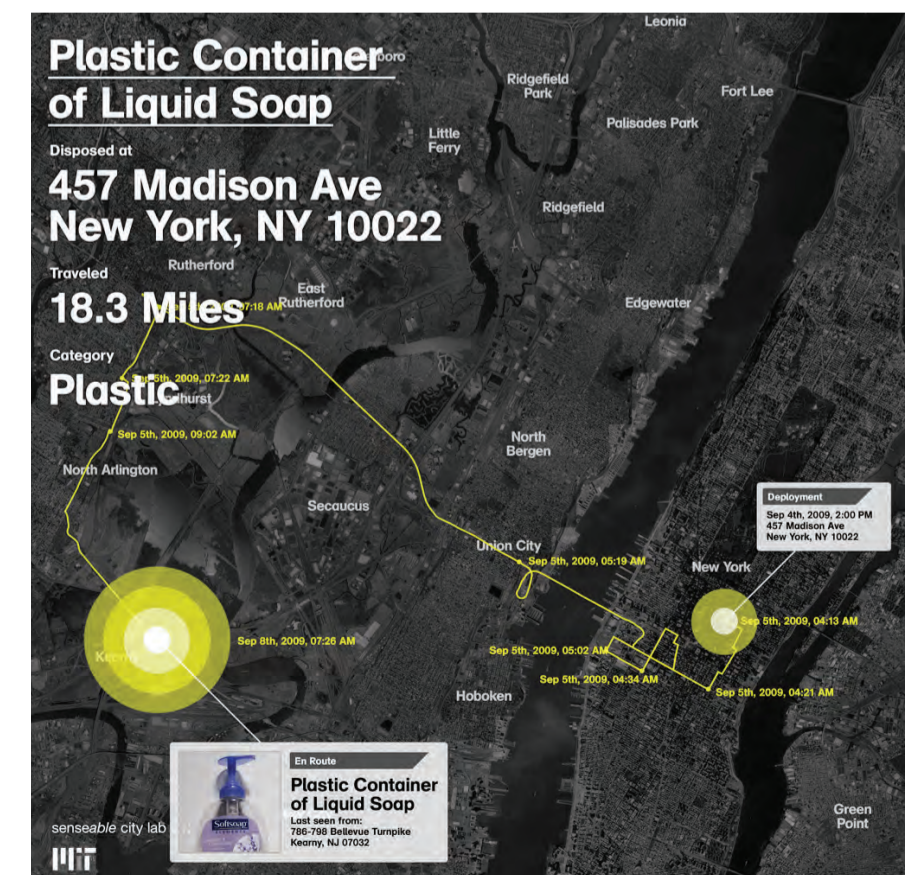 Plastic Container
of Liquid Soap
Disposed at
457 Madison Ave
New York, NY 10022
Traveled
18.3 Miles
Category
Plastic
boro
Leonia
Ridgefield
Park
Fort Lee
Palisades Park
Little
Ferry
Ridgefield
Rutherford
East
Rutherford
Edgewater
07:18 AM
Sep 5th, 2009, 07:22 AM
hurst
Sep 5th, 2009, 09:02 AM
North Arlington
North
Bergen
Secaucus
Union City
Sep 5th, 2009, 05:19 AM
Deployment
Sep 4th, 2009, 2:00 PM
457 Madison Ave
New York, NY 10022
New York
Sep 5th, 2009, 04:13 AM
Sep 5th, 2009, 05:02 AM
Sep 5th, 2009, 04:34 AM
Sep 5th, 2009, 04:21 AM
Sep 8th, 2009, 07:26 AM
Kearny
Hoboken
En Route
Plastic Container
of Liquid Soap
Last seen from:
786-798 Bellevue Turnpike
Kearny, NJ 07032
Softsoap
Green
Point
senseable city lab
MIT